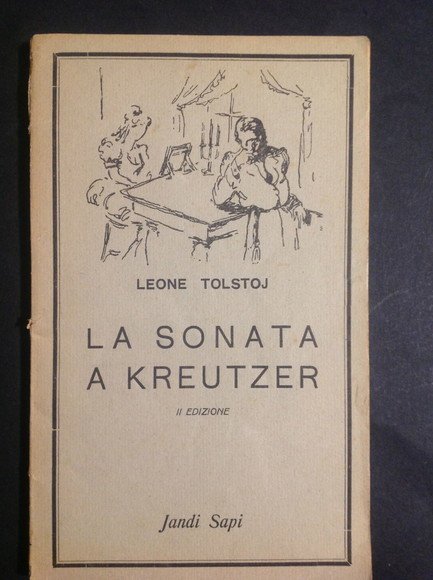 LEONE TOLSTOJ
LA SONATA
A KREUTZER
II EDIZIONE
Jandi Sapi